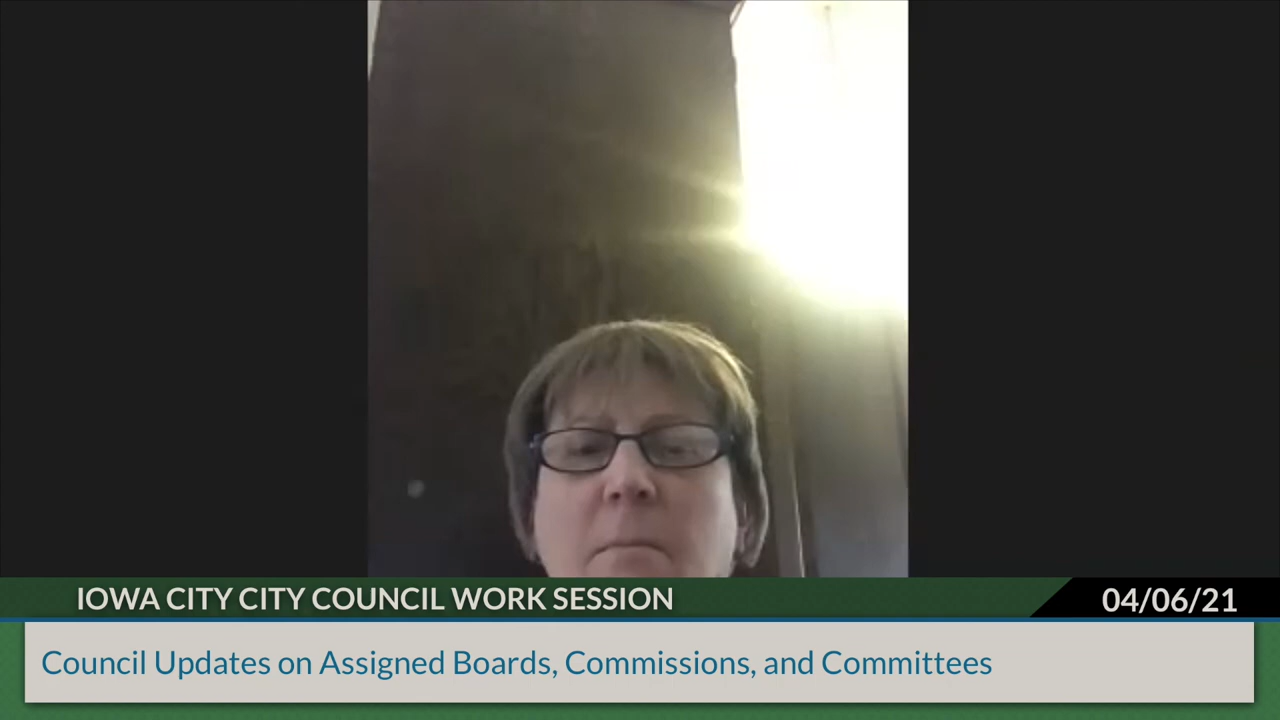 IOWA CITY CITY COUNCIL WORK SESSION
04/06/21
Council Updates on Assigned Boards, Commissions, and Committees